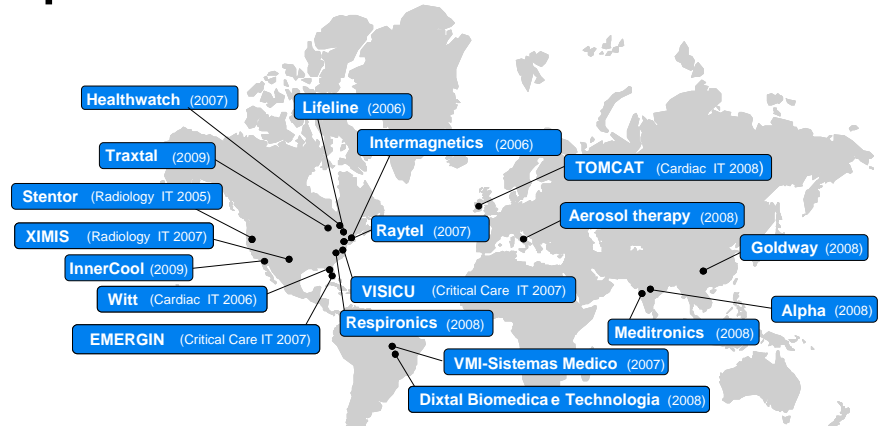 Healthwatch (2007)
Lifeline (2006)
Intermagnetics (2006)
Traxtal (2009)
TOMCAT (Cardiac IT 2008)
Stentor (Radiology IT 2005)
Aerosol therapy (2008)
Raytel (2007)
XIMIS (Radiology IT 2007)
Goldway (2008)
InnerCool (2009)
VISICU (Critical Care IT 2007)
Witt (Cardiac IT 2006)
Alpha (2008)
Respironics (2008)
Meditronics (2008)
EMERGIN (Critical Care IT 2007)
VMI-Sistemas Medico (2007)
Dixtal Biomedica e Technologia (2008)